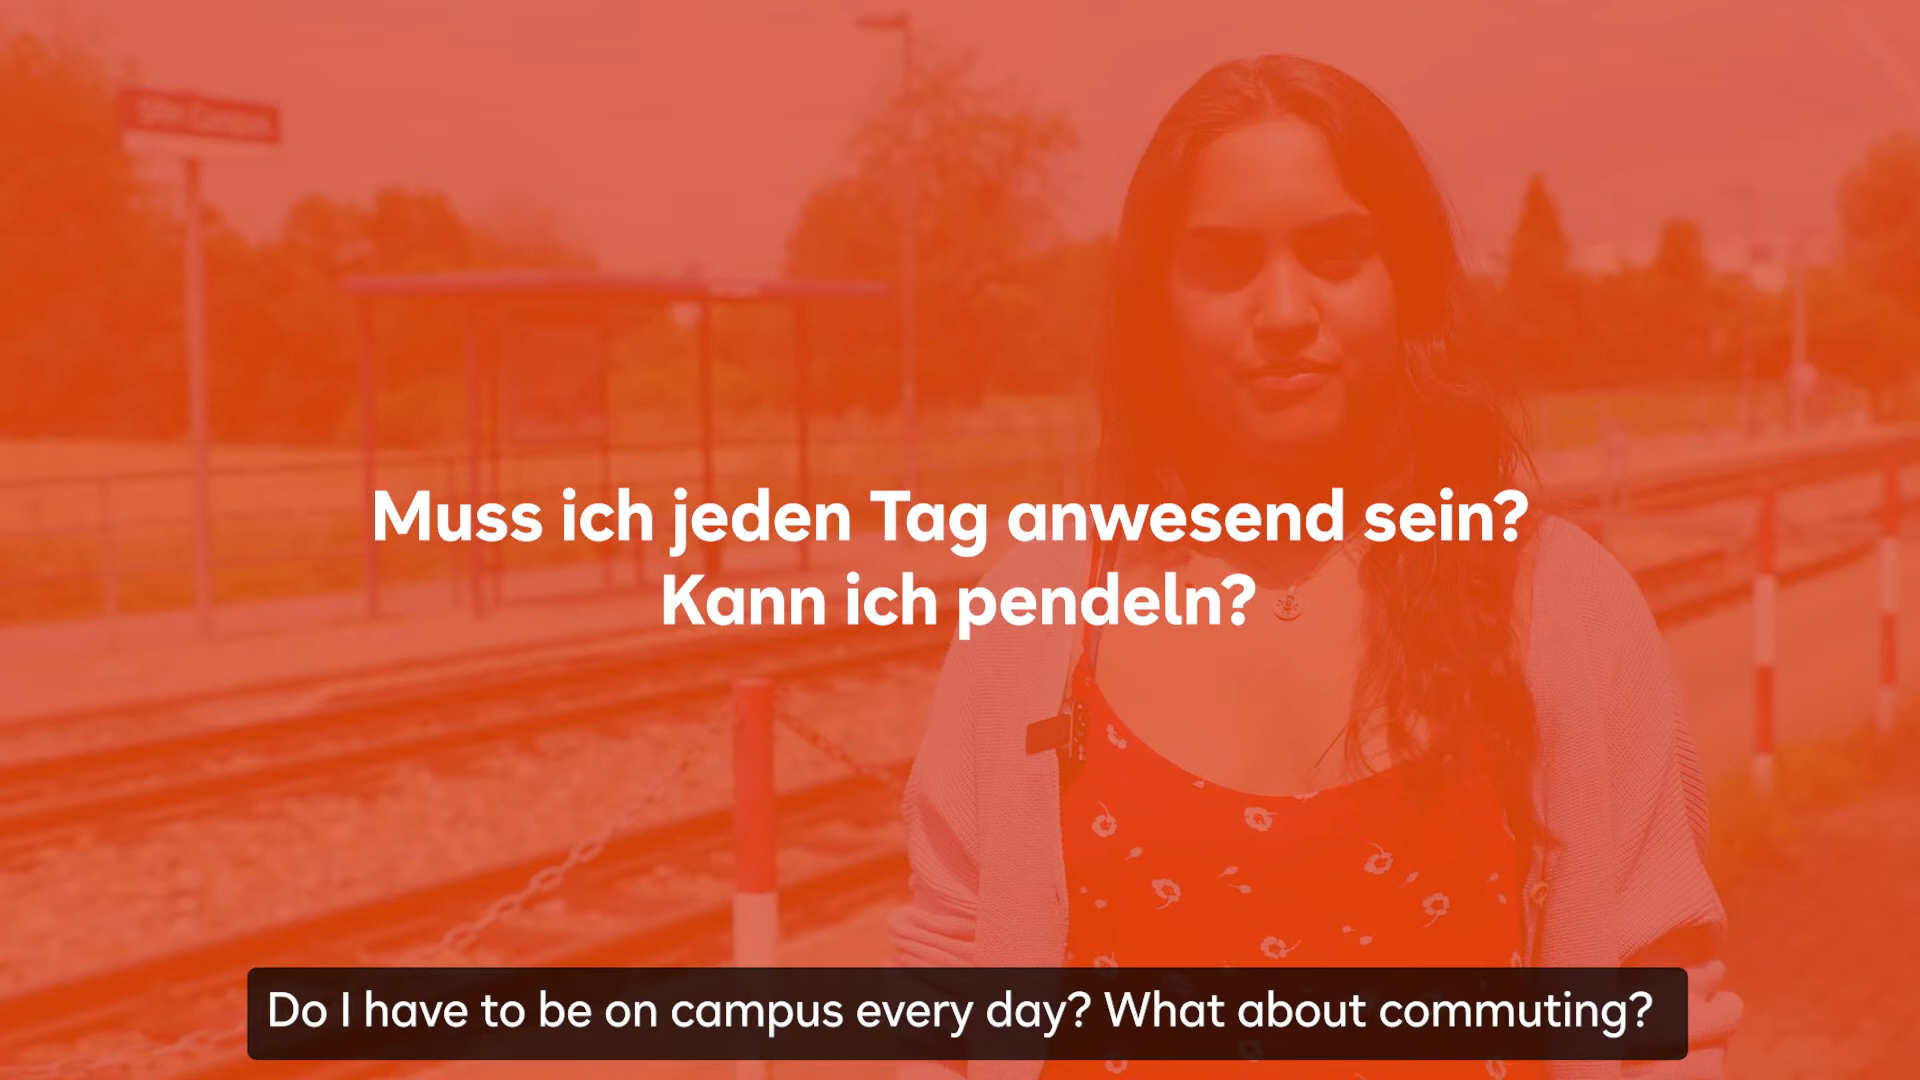 Muss ich jeden Tag anwesend sein?
Kann ich pendeln?
Do I have to be on campus every day? What about commuting?